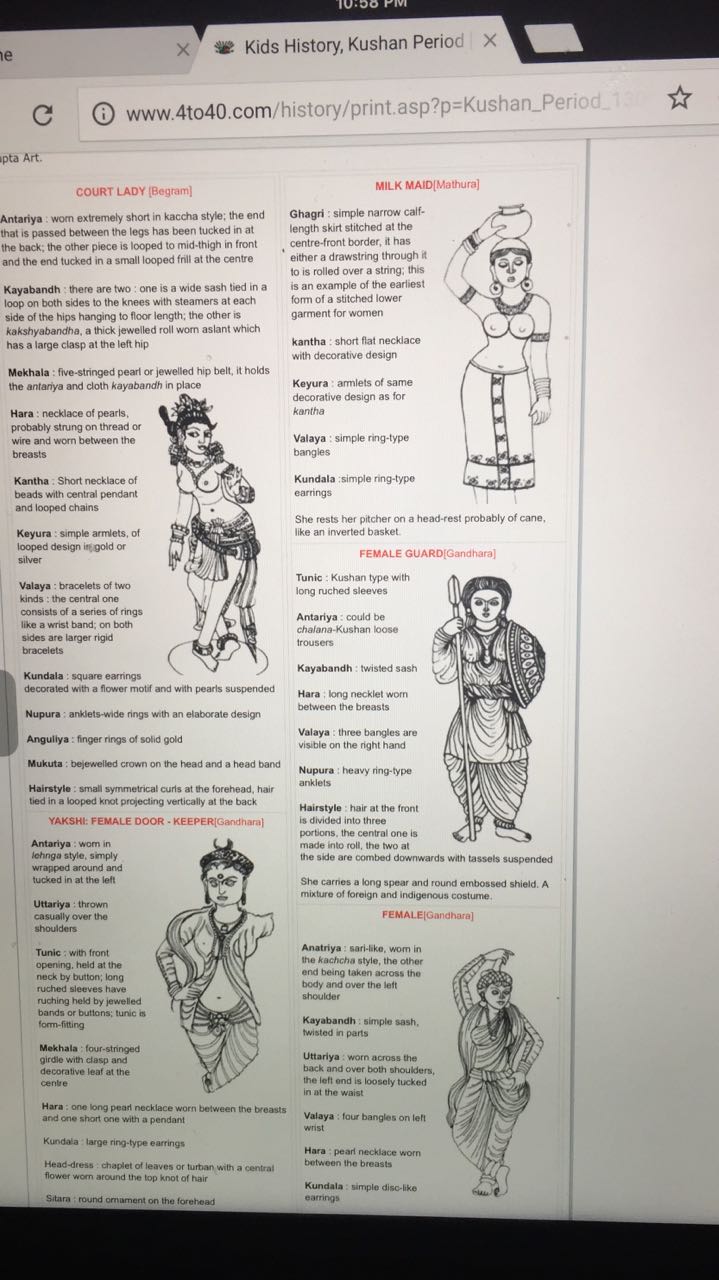 10:58 PM
ne
Kids History, Kushan Period
www.4to40.com/history/print.asp?p=Kushan_Period_130
pta Art.
COURT LADY [Begram]
Antariya : worn extremely short in kaccha style; the end
that is passed between the legs has been tucked in at
the back; the other piece is looped to mid-thigh in front
and the end tucked in a small looped frill at the centre
Kayabandh : there are two : one is a wide sash tied in a
loop on both sides to the knees with steamers at each
side of the hips hanging to floor length; the other is
kakshyabandha, a thick jewelled roll worn aslant which
has a large clasp at the left hip
Mekhala : five-stringed pearl or jewelled hip belt, it holds
the antariya and cloth kayabandh in place
Hara : necklace of pearls,
probably strung on thread or
wire and worn between the
breasts
Kantha : Short necklace of
beads with central pendant
and looped chains
Keyura : simple armlets, of
looped design in gold or
silver
Valaya : bracelets of two
kinds : the central one
consists of a series of rings
like a wrist band; on both
sides are larger rigid
bracelets
Kundala : square earrings
decorated with a flower motif and with pearls suspended
Nupura : anklets-wide rings with an elaborate design
Anguliya : finger rings of solid gold
Mukuta : bejewelled crown on the head and a head band
Hairstyle : small symmetrical curls at the forehead, hair
tied in a looped knot projecting vertically at the back
YAKSHI: FEMALE DOOR - KEEPER[Gandhara]
Antariya : worn in
lehnga style, simply
wrapped around and
tucked in at the left
Uttariya : thrown
casually over the
shoulders
Tunic : with front
opening, held at the
neck by button; long
ruched sleeves have
ruching held by jewelled
bands or buttons; tunic is
form-fitting
Mekhala : four-stringed
girdle with clasp and
decorative leaf at the
centre
Hara : one long pearl necklace worn between the breasts
and one short one with a pendant
Kundala : large ring-type earrings
Head-dress : chaplet of leaves or turban with a central
flower worn around the top knot of hair
Sitara : round ornament on the forehead
MILK MAID[Mathura]
Ghagri : simple narrow calf-
length skirt stitched at the
centre-front border, it has
either a drawstring through it
to is rolled over a string; this
is an example of the earliest
form of a stitched lower
garment for women
kantha : short flat necklace
with decorative design
Keyura : armlets of same
decorative design as for
kantha
Valaya : simple ring-type
bangles
Kundala :simple ring-type
earrings
She rests her pitcher on a head-rest probably of cane,
like an inverted basket.
FEMALE GUARD[Gandhara]
Tunic : Kushan type with
long ruched sleeves
Antariya : could be
chalana-Kushan loose
trousers
Kayabandh : twisted sash
Hara : long necklet worn
between the breasts
Valaya : three bangles are
visible on the right hand
Nupura : heavy ring-type
anklets
Hairstyle : hair at the front
is divided into three
portions, the central one is
made into roll, the two at
the side are combed downwards with tassels suspended
She carries a long spear and round embossed shield. A
mixture of foreign and indigenous costume.
FEMALE[Gandhara]
Anatriya : sari-like, worn in
the kachcha style, the other
end being taken across the
body and over the left
shoulder
Kayabandh : simple sash,
twisted in parts
Uttariya : worn across the
back and over both shoulders,
the left end is loosely tucked
in at the waist
Valaya : four bangles on left
wrist
Hara : pearl necklace worn
between the breasts
Kundala : simple disc-like
earrings